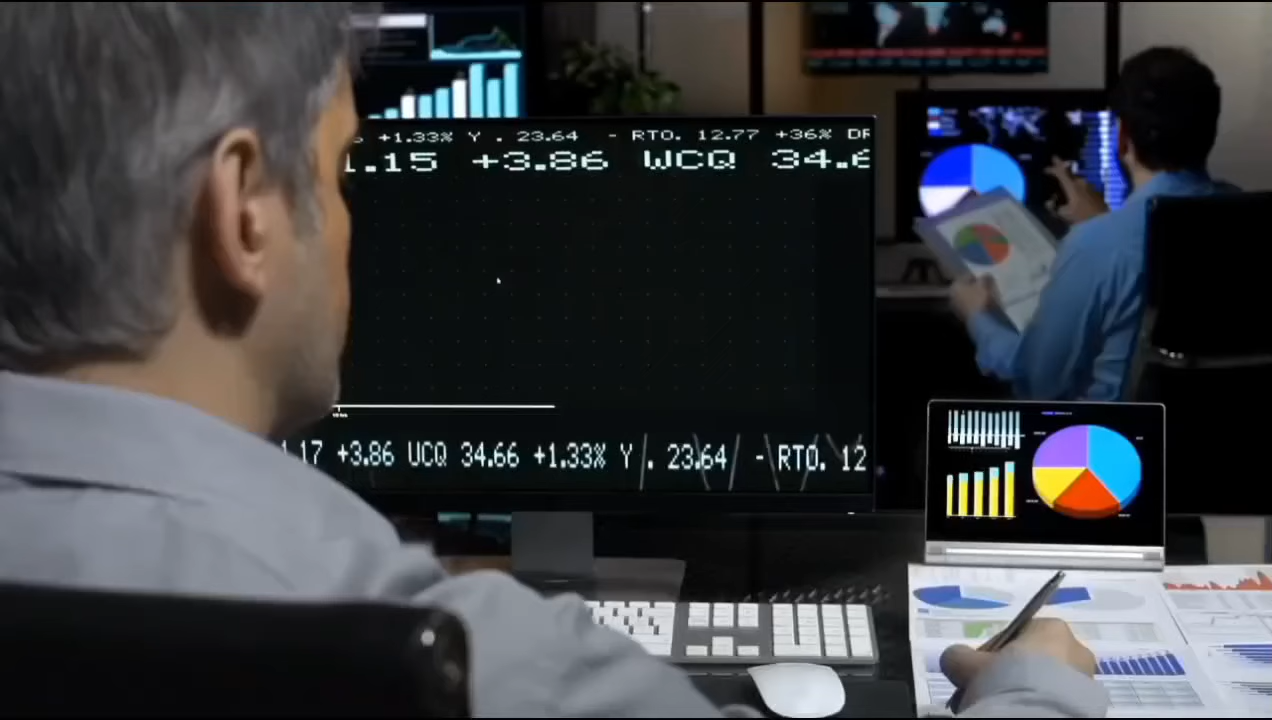 +1.33% Y . 23.64 - RTO. 12.77 +36%
1.15 +3.86 WCQ 34.6
1.17 +3.86 UCQ 34.66 +1.33% Y . 23.64 - RTO. 12